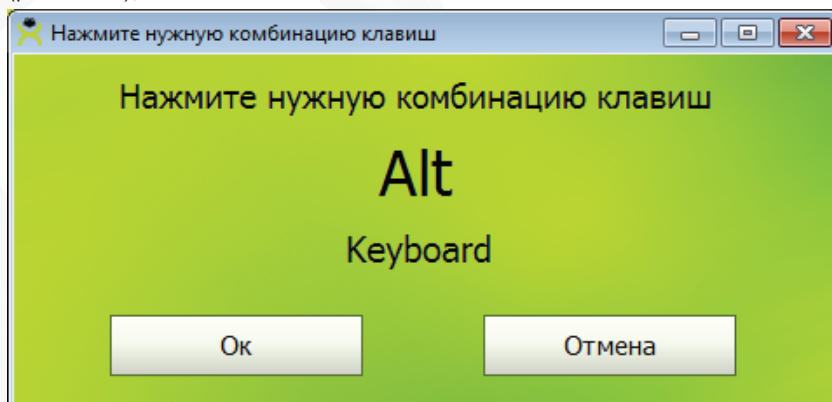 Нажмите нужную комбинацию клавиш
Нажмите нужную комбинацию клавиш
Alt
Keyboard
Ок
Отмена